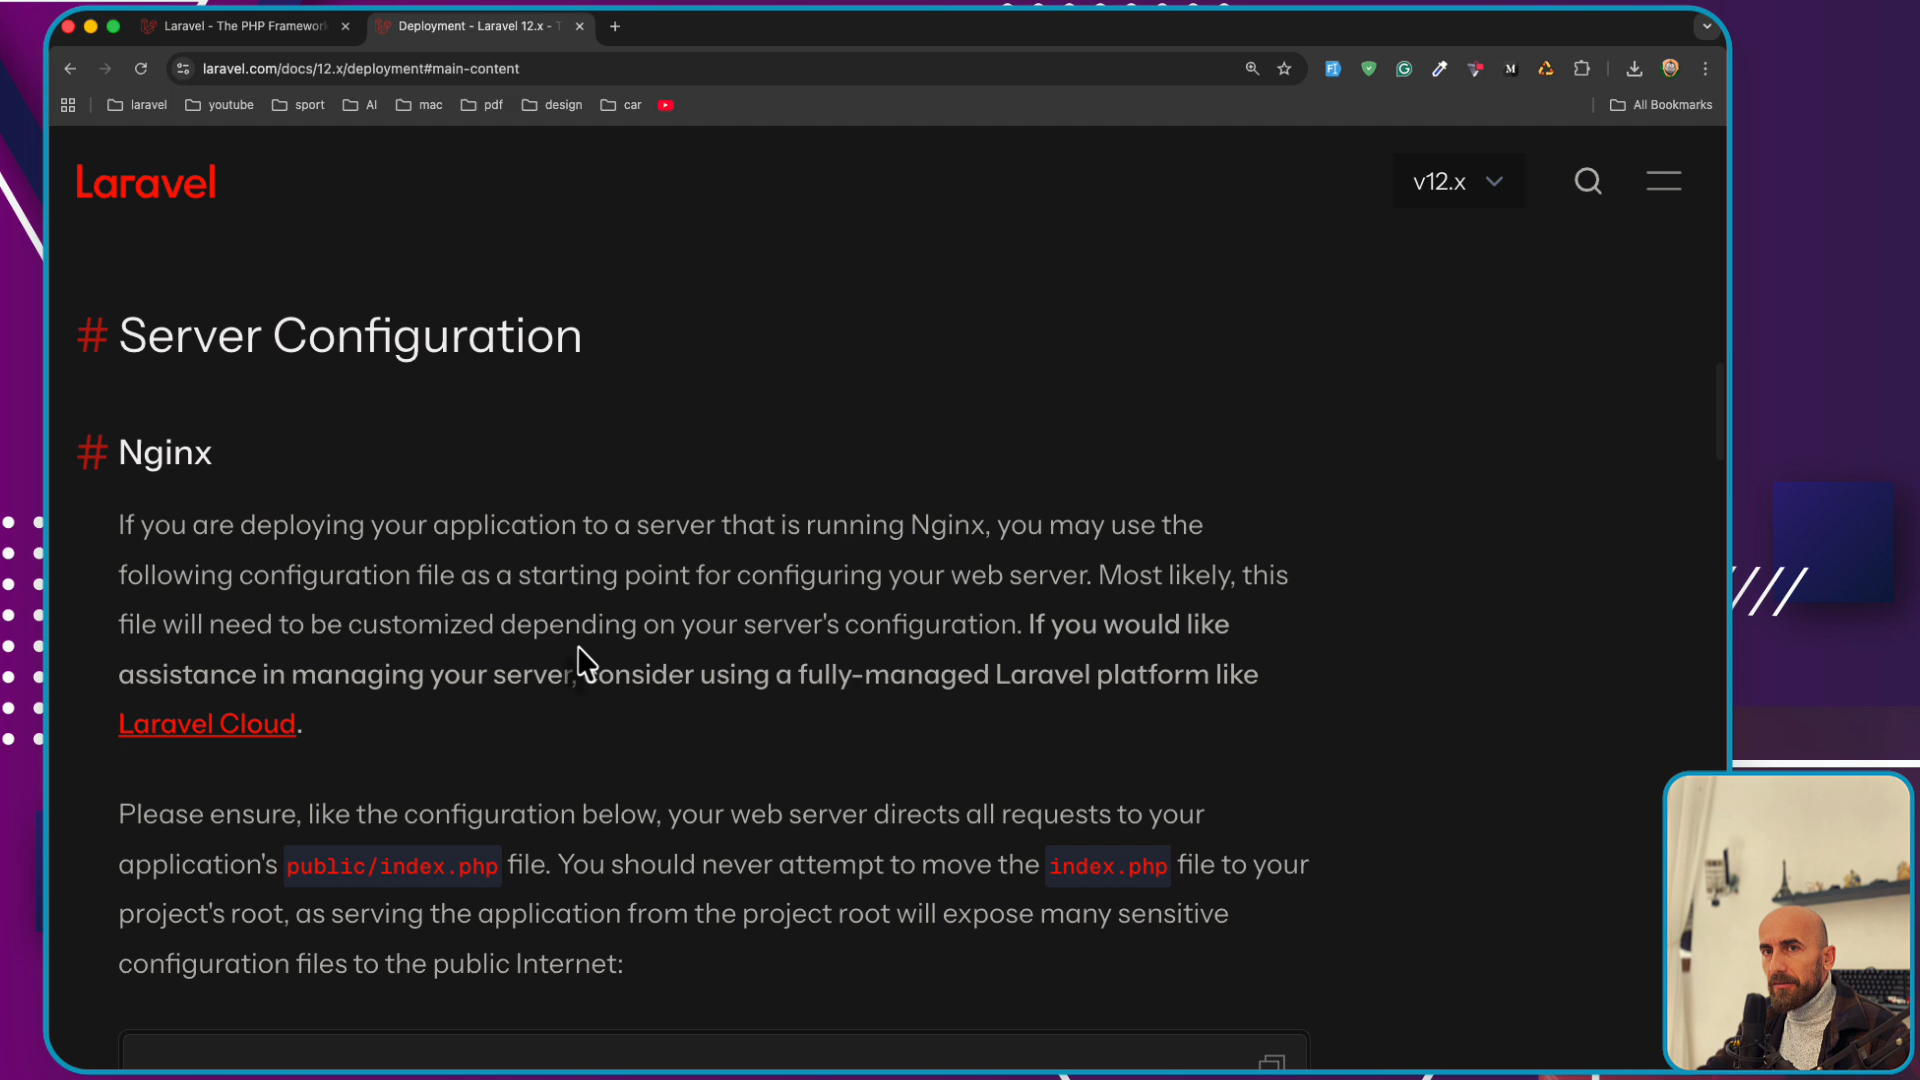 Laravel - The PHP Framework
Deployment - Laravel 12.x - T
laravel.com/docs/12.x/deployment#main-content
laravel
youtube
sport
AI
mac
pdf
design
car
All Bookmarks
Laravel
v12.x
# Server Configuration
# Nginx
If you are deploying your application to a server that is running Nginx, you may use the
following configuration file as a starting point for configuring your web server. Most likely, this
file will need to be customized depending on your server's configuration. If you would like
assistance in managing your server, consider using a fully-managed Laravel platform like
Laravel Cloud.
Please ensure, like the configuration below, your web server directs all requests to your
application's public/index.php file. You should never attempt to move the index.php file to your
project's root, as serving the application from the project root will expose many sensitive
configuration files to the public Internet: